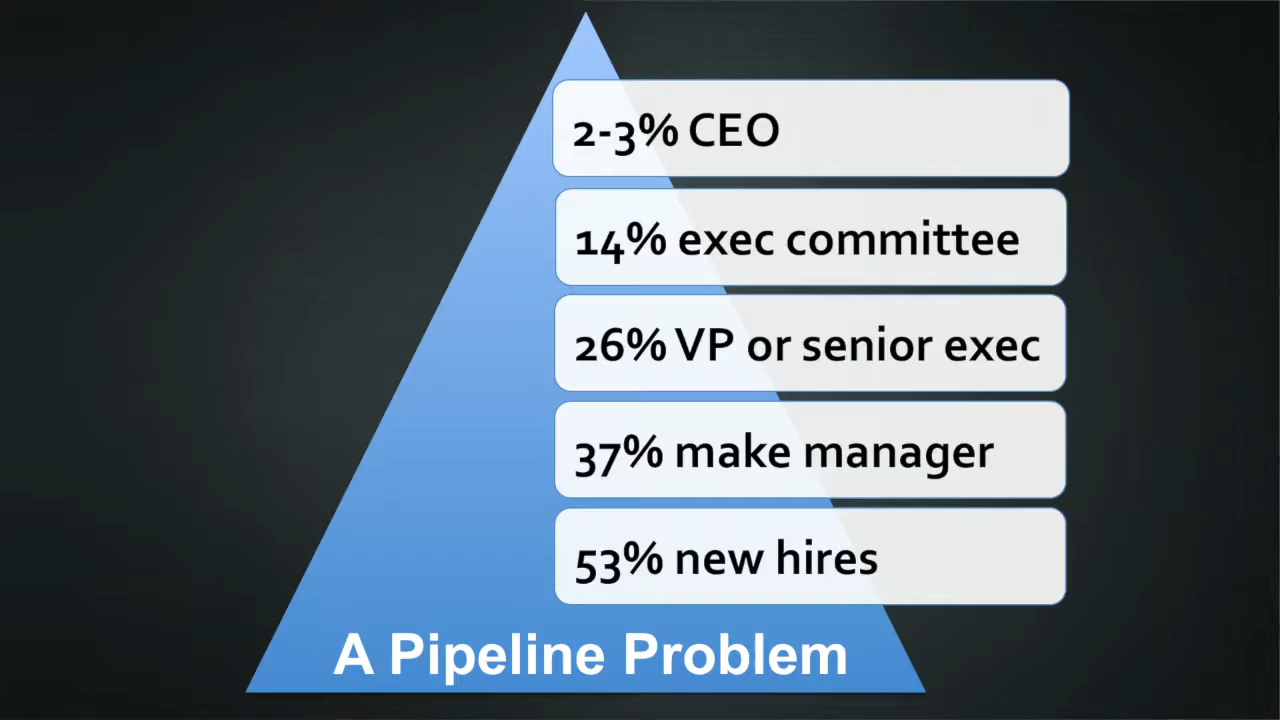 2-3% CEO
14% exec committee
26% VP or senior exec
37% make manager
53% new hires
A Pipeline Problem